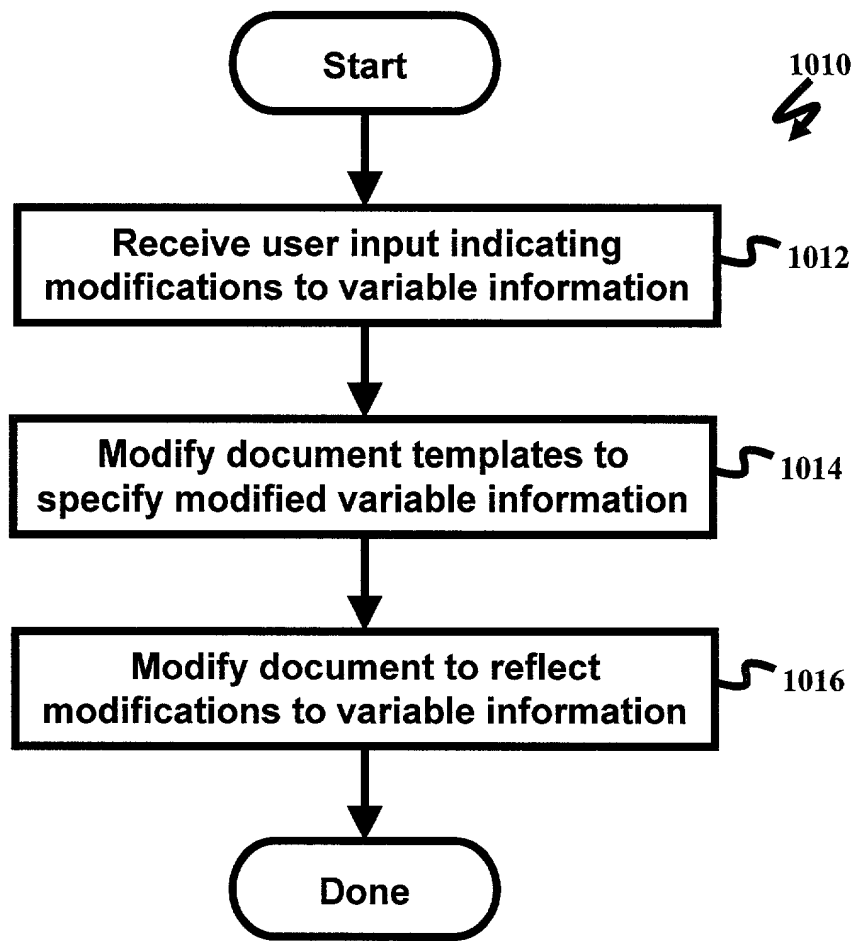 Start
1010
Receive user input indicating
modifications to variable information
1012
Modify document templates to
specify modified variable information
1014
Modify document to reflect
modifications to variable information
1016
Done